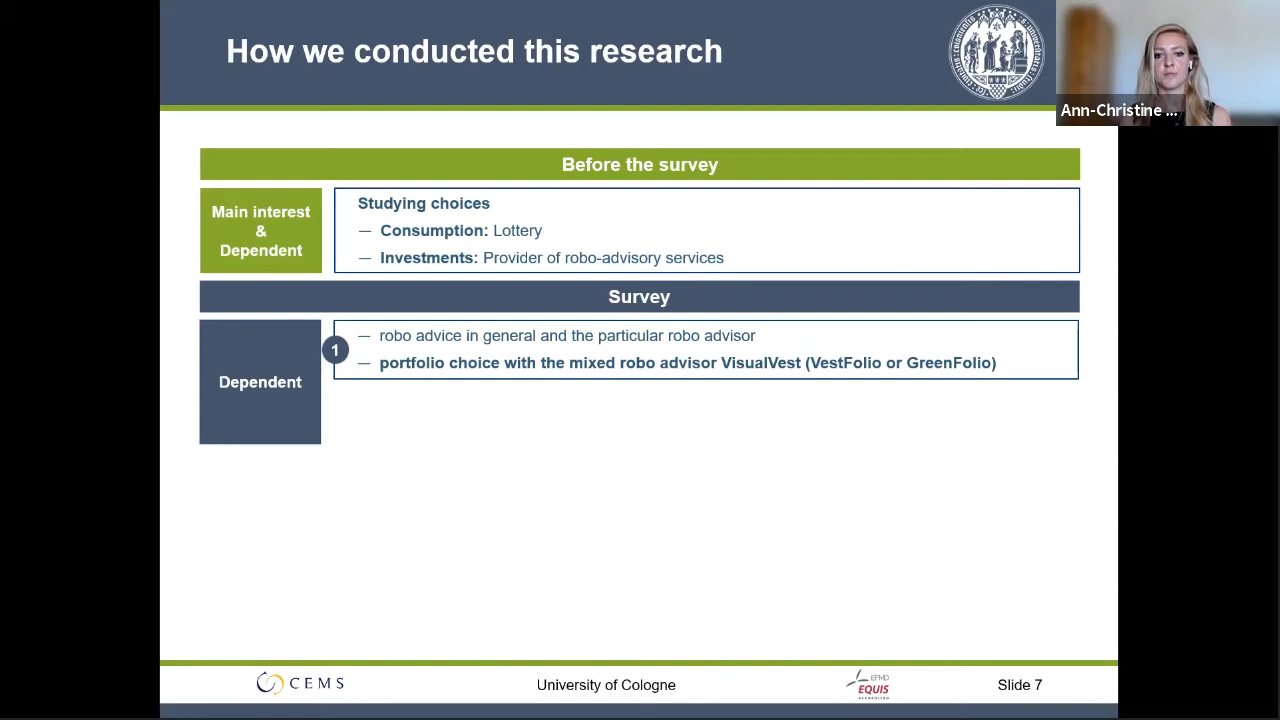 How we conducted this research
Ann-Christine ...
Before the survey
Main interest
&
Dependent
Studying choices
— Consumption: Lottery
— Investments: Provider of robo-advisory services
Survey
Dependent
1
— robo advice in general and the particular robo advisor
— portfolio choice with the mixed robo advisor VisualVest (VestFolio or GreenFolio)
CEMS
University of Cologne
EFMD
EQUIS
ACCREDITED
Slide 7